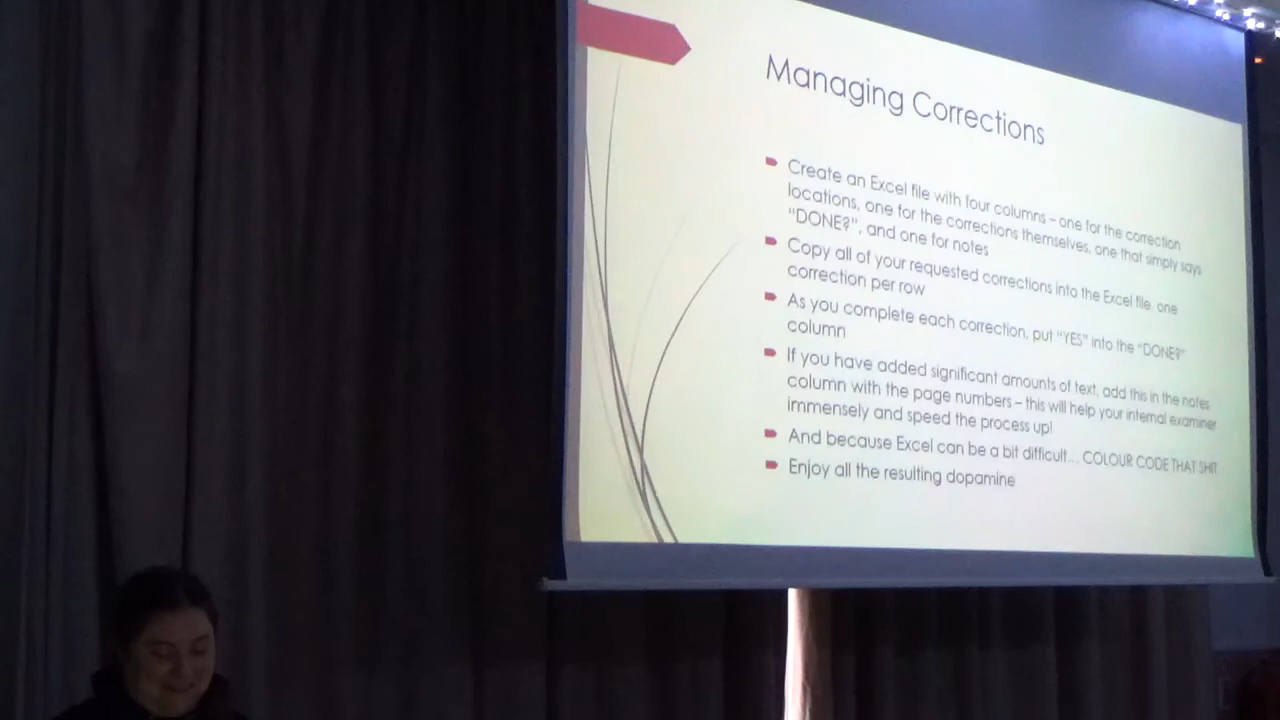 Managing Corrections
Create an Excel file with four columns – one for the correction
locations, one for the corrections themselves, one that simply says
"DONE?", and one for notes
Copy all of your requested corrections into the Excel file, one
correction per row
As you complete each correction, put "YES" into the "DONE?"
column
If you have added significant amounts of text, add this in the notes
column with the page numbers – this will help your internal examiner
immensely and speed the process up!
And because Excel can be a bit difficult... COLOUR CODE THAT SHIT
Enjoy all the resulting dopamine